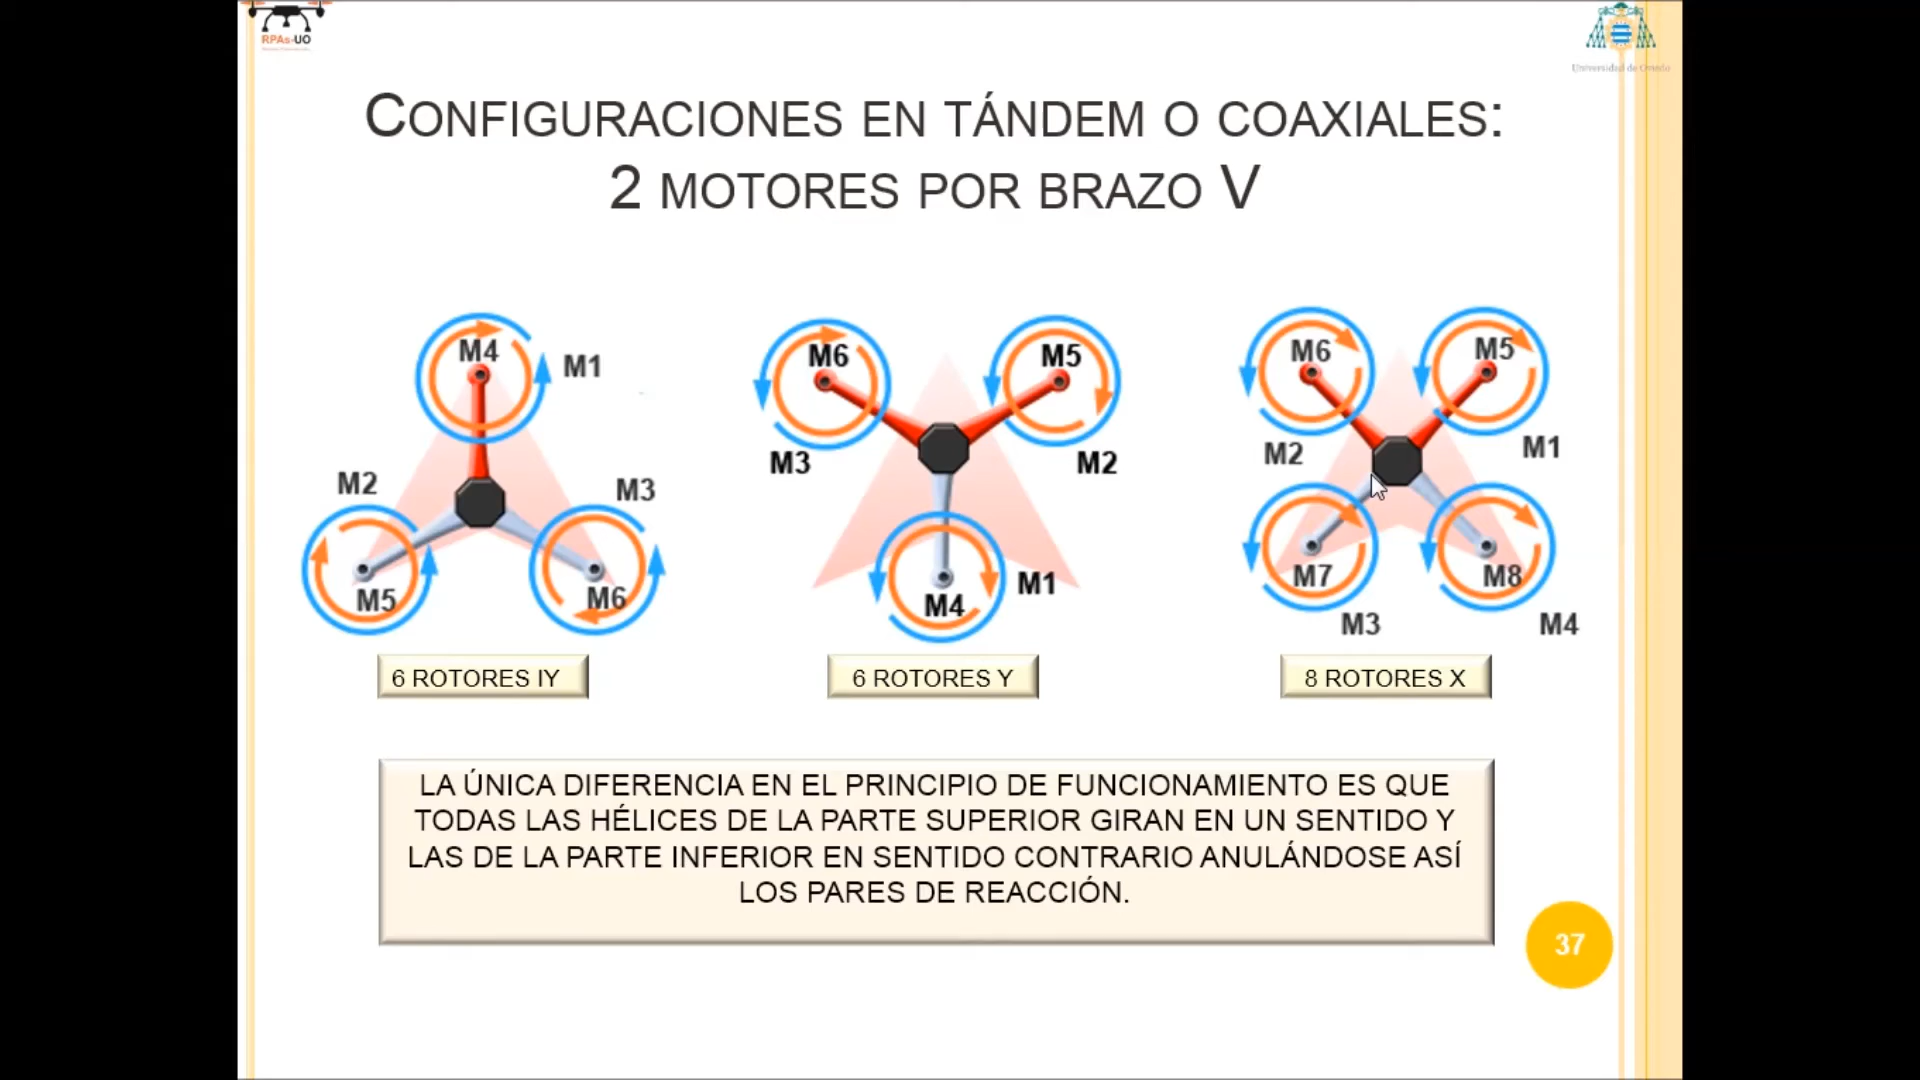 RPAs-UO
Universidad de Oviedo
CONFIGURACIONES EN TÁNDEM O COAXIALES:
2 MOTORES POR BRAZO V
M4
M1
M2
M3
M5
M6
M6
M5
M3
M2
M4
M1
M6
M5
M2
M1
M7
M8
M3
M4
6 ROTORES IY
6 ROTORES Y
8 ROTORES X
LA ÚNICA DIFERENCIA EN EL PRINCIPIO DE FUNCIONAMIENTO ES QUE
TODAS LAS HÉLICES DE LA PARTE SUPERIOR GIRAN EN UN SENTIDO Y
LAS DE LA PARTE INFERIOR EN SENTIDO CONTRARIO ANULÁNDOSE ASÍ
LOS PARES DE REACCIÓN.
37